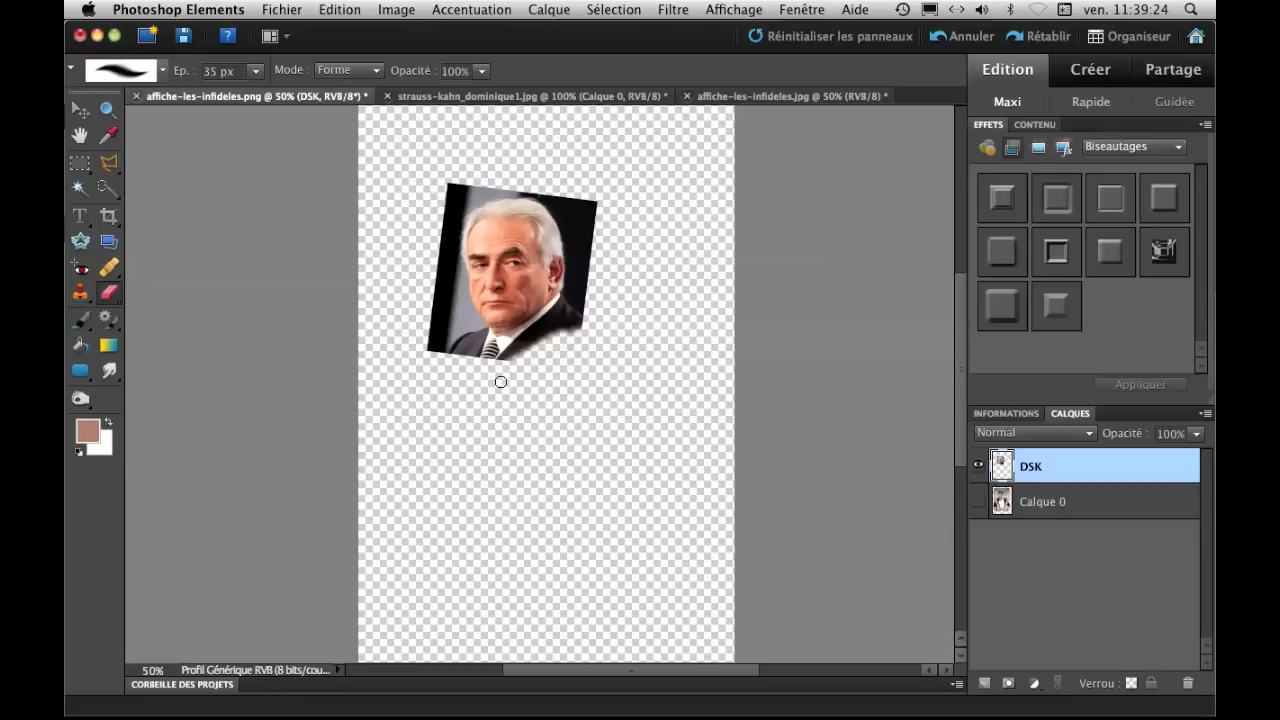 Photoshop Elements Fichier Edition Image Accentuation Calque Sélection Filtre Affichage Fenêtre Aide ven. 11:39:24
? Réinitialiser les panneaux Annuler Rétablir Organiseur
Ep. : 35 px Mode : Forme Opacité : 100% Edition Créer Partage
affiche-les-infideles.png @ 50% (DSK, RVB/8*) * strauss-kahn_dominique1.jpg @ 100% (Calque 0, RVB/8) * affiche-les-infideles.jpg @ 50% (RVB/8) * Maxi Rapide Guidée
EFFETS CONTENU
Biseautages
T
Appliquer
INFORMATIONS CALQUES
Normal Opacité : 100%
DSK
Calque 0
50% Profil Générique RVB (8 bits/cou...
CORBEILLE DES PROJETS Verrou :